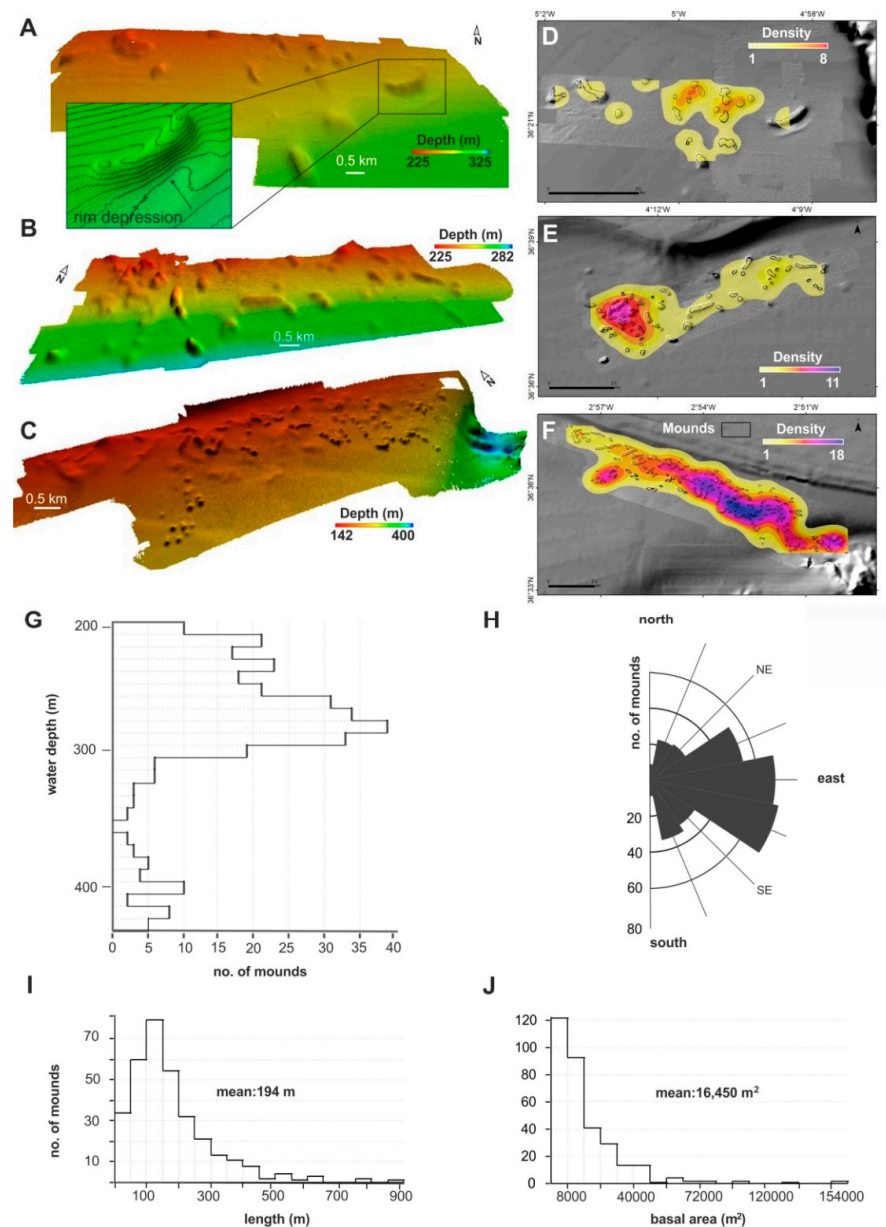 A
N
Depth (m)
225 325
0.5 km
rim depression
B
N
Depth (m)
225 282
0.5 km
C
N
0.5 km
Depth (m)
142 400
5°2'W 5°W 4°58'W
D
Density
1 8
36°21'N
4°12'W 4°9'W
E
36°39'N
36°36'N
Density
1 11
2°57'W 2°54'W 2°51'W
F
Mounds
Density
1 18
36°36'N
36°33'N
G
200
300
400
water depth (m)
0 5 10 15 20 25 30 35 40
no. of mounds
H
north
no. of mounds
NE
east
20
40
60
80
SE
south
I
70
50
30
10
no. of mounds
mean:194 m
100 300 500 700 900
length (m)
J
120
100
80
60
40
20
0
mean:16,450 m²
8000 40000 72000 120000 154000
basal area (m²)